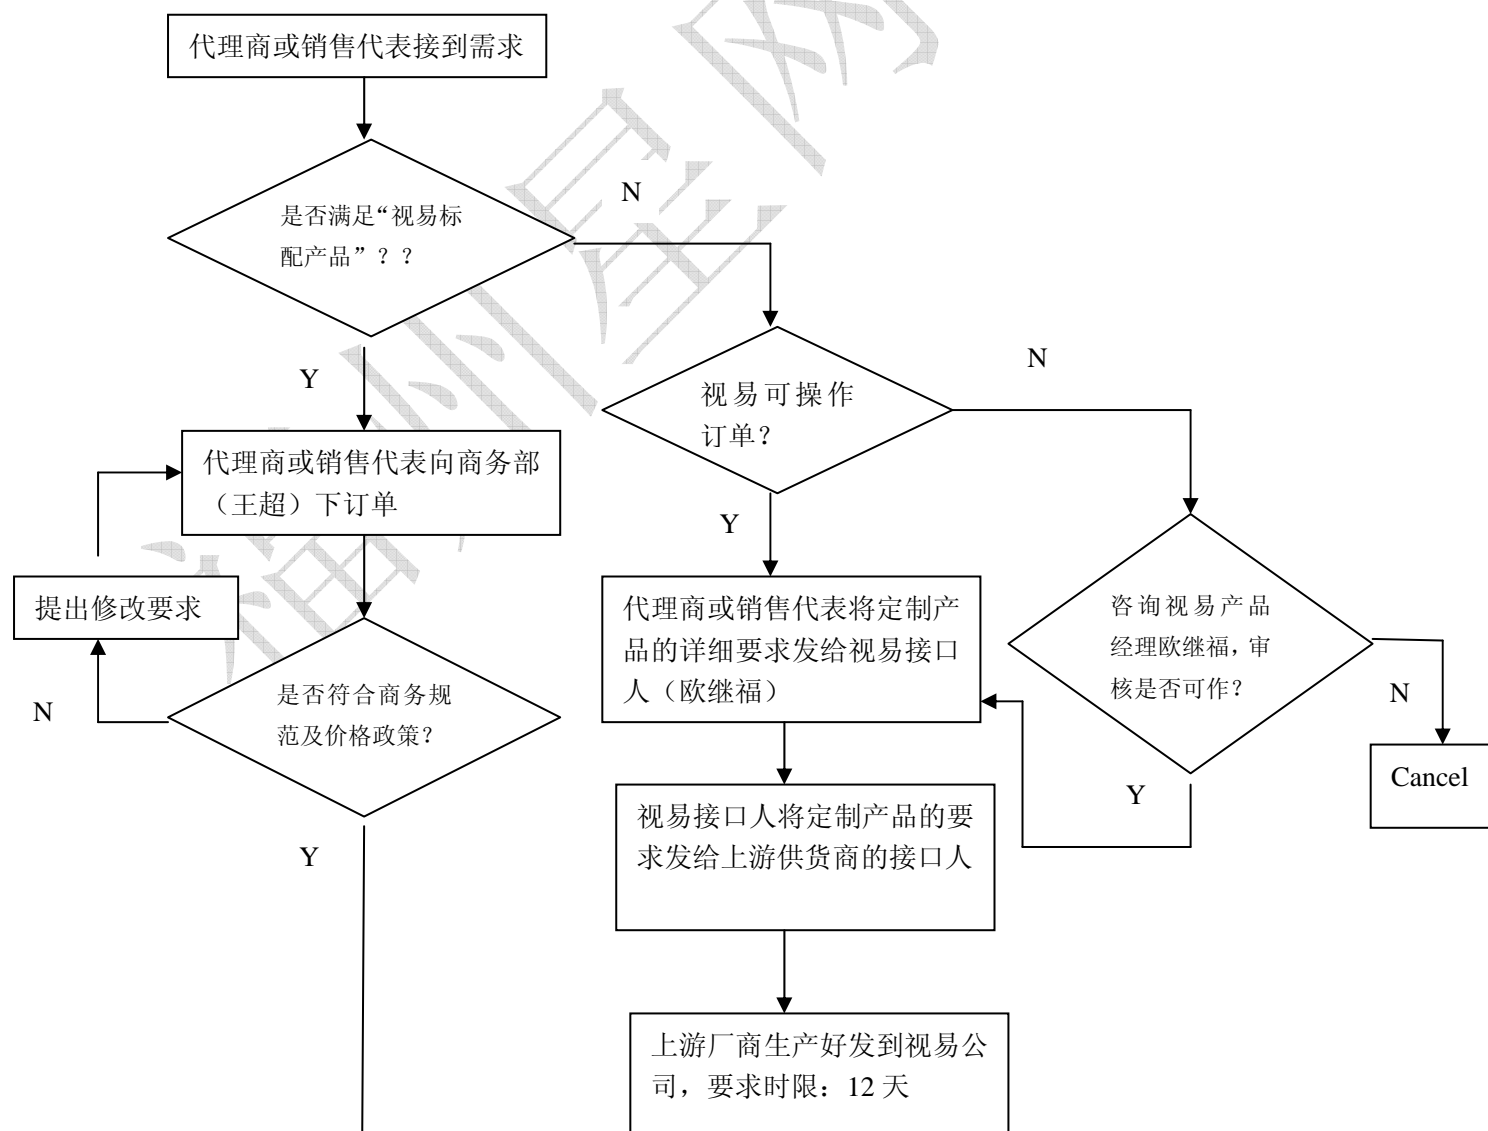 代理商或销售代表接到需求
是否满足“视易标
配产品”？？
N
Y
视易可操作
订单？
N
代理商或销售代表向商务部
（王超）下订单
Y
提出修改要求
代理商或销售代表将定制产
品的详细要求发给视易接口
人（欧继福）
咨询视易产品
经理欧继福，审
核是否可作？
是否符合商务规
范及价格政策？
N
N
Cancel
Y
视易接口人将定制产品的要
求发给上游供货商的接口人
Y
上游厂商生产好发到视易公
司，要求时限：12 天
福州星网